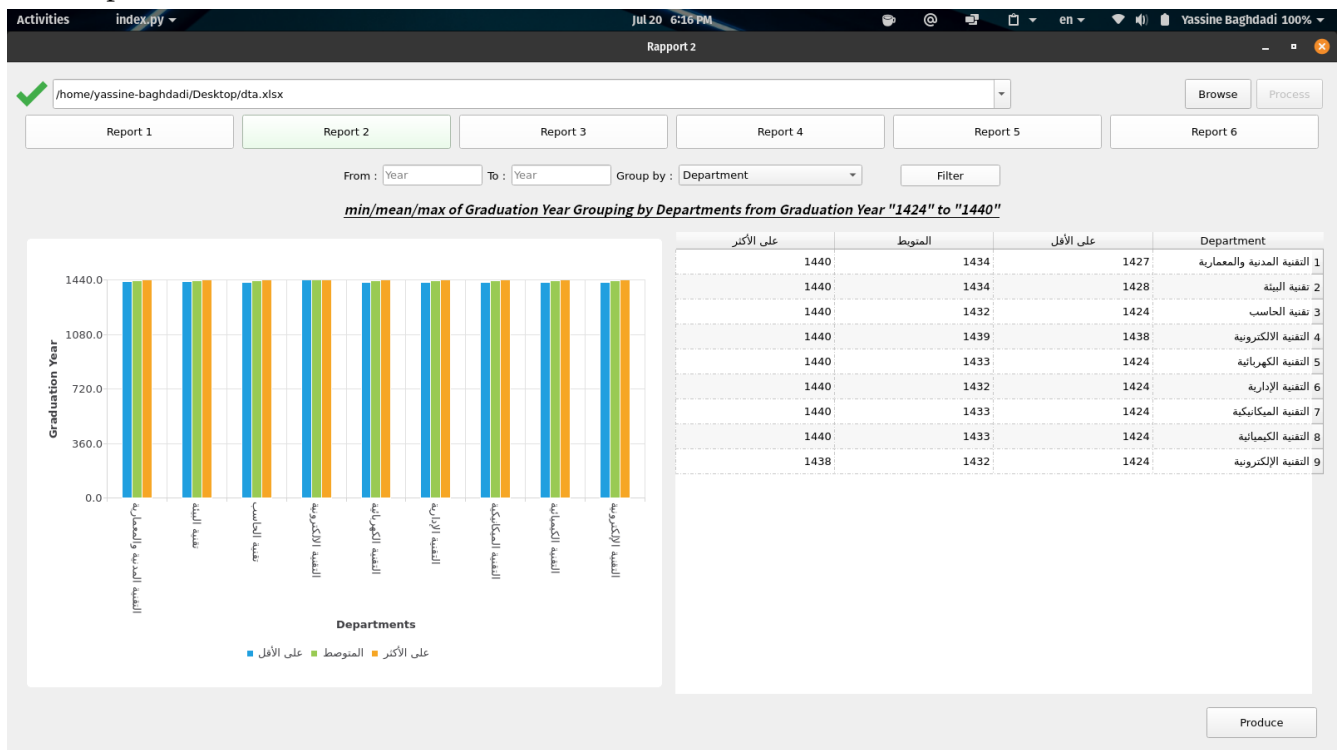 Activities index.py Jul 20 6:16 PM en Yassine Baghdadi 100%
Rapport 2
/home/yassine-baghdadi/Desktop/dta.xlsx Browse Process
Report 1 Report 2 Report 3 Report 4 Report 5 Report 6
From : Year To : Year Group by : Department Filter
min/mean/max of Graduation Year Grouping by Departments from Graduation Year "1424" to "1440"
1440.0
1080.0
720.0
360.0
0.0
Graduation Year
التقنية المدنية والمعمارية
تقنية البيئة
تقنية الحاسب
التقنية الالكترونية
التقنية الكهربائية
التقنية الإدارية
التقنية الميكانيكية
التقنية الكيميائية
التقنية الإلكترونية
Departments
على الأقل المتوسط على الأكثر
على الأكثر المتوبط على الأقل Department
1440 1434 1427 التقنية المدنية والمعمارية 1
1440 1434 1428 تقنية البيئة 2
1440 1432 1424 تقنية الحاسب 3
1440 1439 1438 التقنية الالكترونية 4
1440 1433 1424 التقنية الكهربائية 5
1440 1432 1424 التقنية الإدارية 6
1440 1433 1424 التقنية الميكانيكية 7
1440 1433 1424 التقنية الكيميائية 8
1438 1432 1424 التقنية الإلكترونية 9
Produce